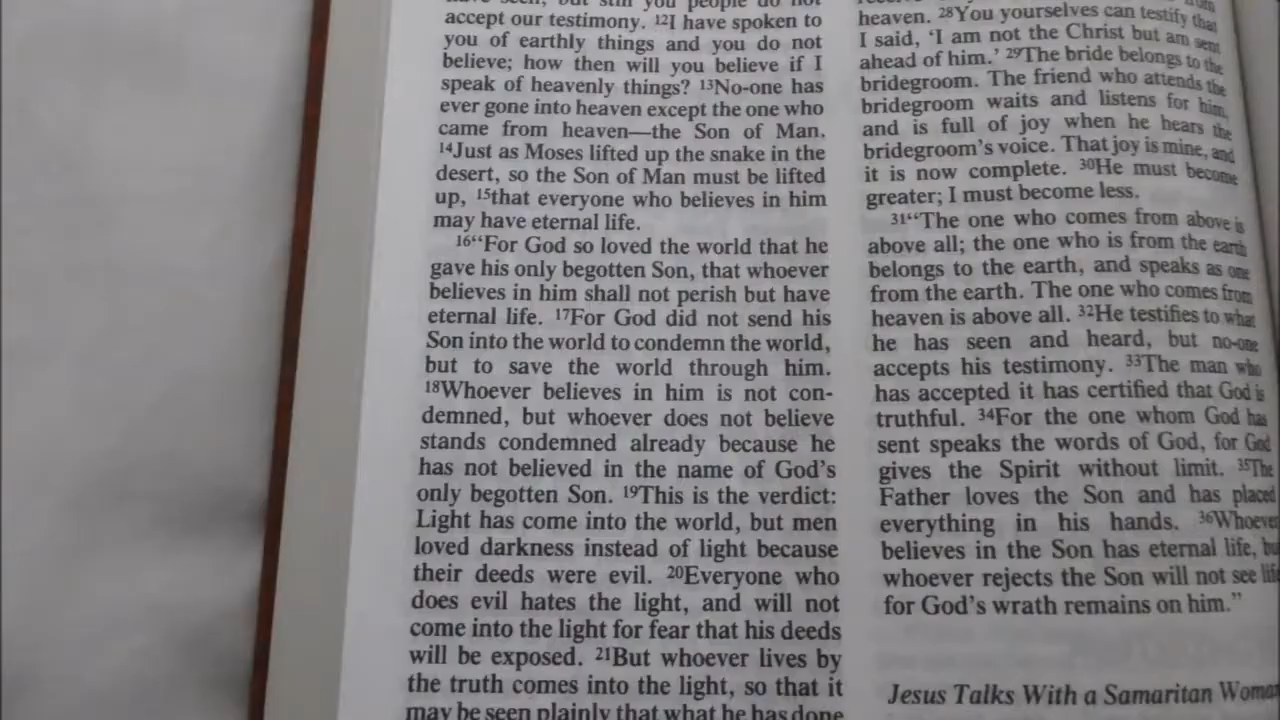 have seen, but still you people do not
accept our testimony. 12I have spoken to
you of earthly things and you do not
believe; how then will you believe if I
speak of heavenly things? 13No-one has
ever gone into heaven except the one who
came from heaven—the Son of Man.
14Just as Moses lifted up the snake in the
desert, so the Son of Man must be lifted
up, 15that everyone who believes in him
may have eternal life.
16“For God so loved the world that he
gave his only begotten Son, that whoever
believes in him shall not perish but have
eternal life. 17For God did not send his
Son into the world to condemn the world,
but to save the world through him.
18Whoever believes in him is not con-
demned, but whoever does not believe
stands condemned already because he
has not believed in the name of God’s
only begotten Son. 19This is the verdict:
Light has come into the world, but men
loved darkness instead of light because
their deeds were evil. 20Everyone who
does evil hates the light, and will not
come into the light for fear that his deeds
will be exposed. 21But whoever lives by
the truth comes into the light, so that it
may be seen plainly that what he has done
from
heaven. 28You yourselves can testify that
I said, ‘I am not the Christ but am sent
ahead of him.’ 29The bride belongs to the
bridegroom. The friend who attends the
bridegroom waits and listens for him,
and is full of joy when he hears the
bridegroom’s voice. That joy is mine, and
it is now complete. 30He must become
greater; I must become less.
31“The one who comes from above is
above all; the one who is from the earth
belongs to the earth, and speaks as one
from the earth. The one who comes from
heaven is above all. 32He testifies to what
he has seen and heard, but no-one
accepts his testimony. 33The man who
has accepted it has certified that God is
truthful. 34For the one whom God has
sent speaks the words of God, for God
gives the Spirit without limit. 35The
Father loves the Son and has placed
everything in his hands. 36Whoever
believes in the Son has eternal life, but
whoever rejects the Son will not see life
for God’s wrath remains on him.”
Jesus Talks With a Samaritan Woma